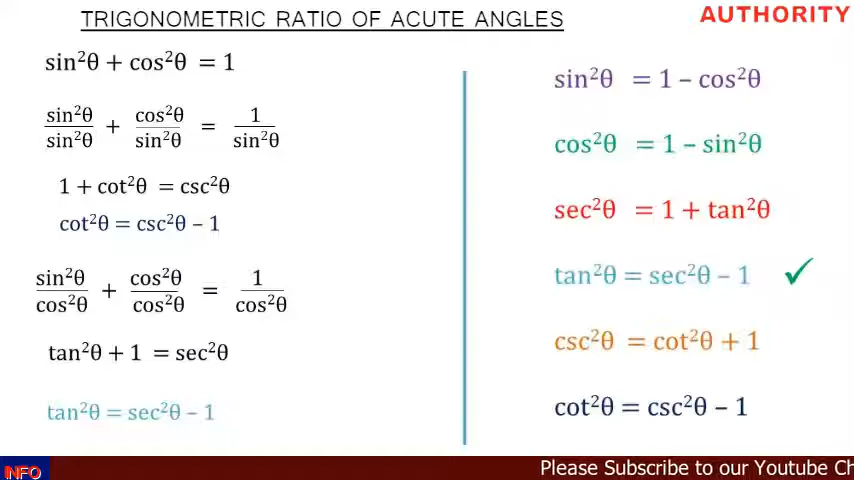 TRIGONOMETRIC RATIO OF ACUTE ANGLES
AUTHORITY
sin²θ + cos²θ = 1
sin²θ/sin²θ + cos²θ/sin²θ = 1/sin²θ
1 + cot²θ = csc²θ
cot²θ = csc²θ – 1
sin²θ/cos²θ + cos²θ/cos²θ = 1/cos²θ
tan²θ + 1 = sec²θ
tan²θ = sec²θ – 1
sin²θ = 1 – cos²θ
cos²θ = 1 – sin²θ
sec²θ = 1 + tan²θ
tan²θ = sec²θ – 1 ✓
csc²θ = cot²θ + 1
cot²θ = csc²θ – 1
INFO
Please Subscribe to our Youtube Ch